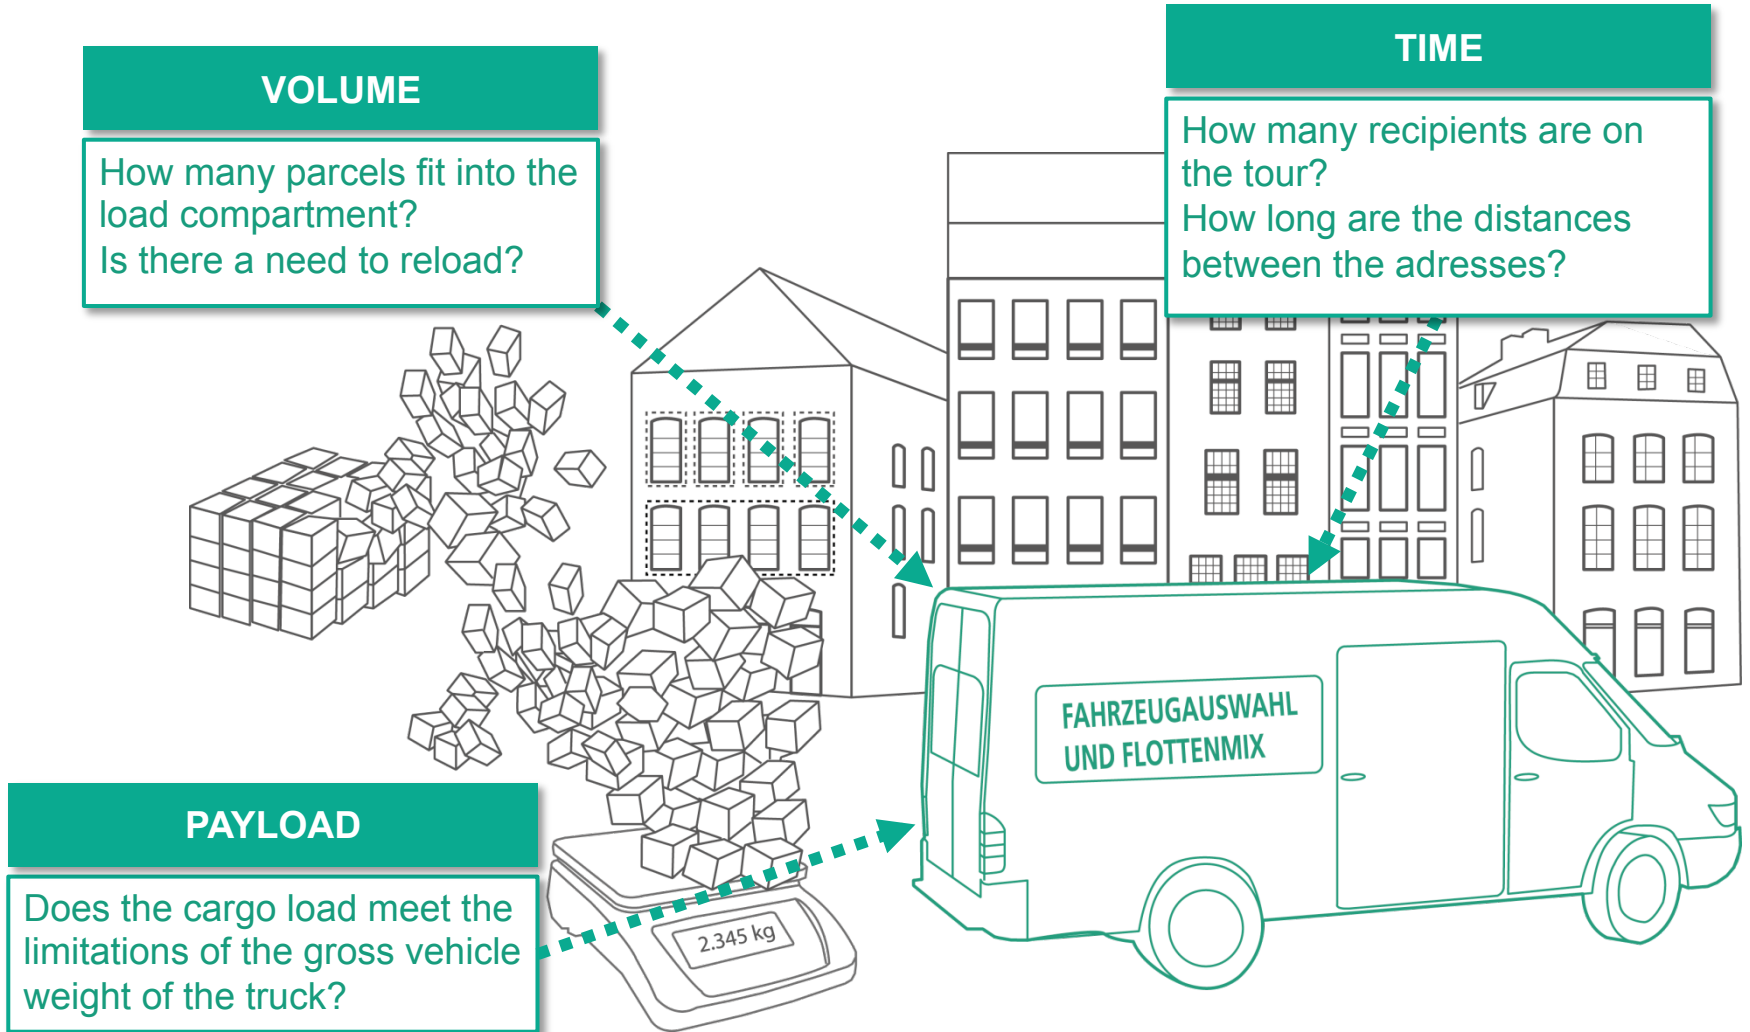 VOLUME
How many parcels fit into the
load compartment?
Is there a need to reload?
TIME
How many recipients are on
the tour?
How long are the distances
between the adresses?
FAHRZEUGAUSWAHL
UND FLOTTENMIX
PAYLOAD
Does the cargo load meet the
limitations of the gross vehicle
weight of the truck?
2.345 kg